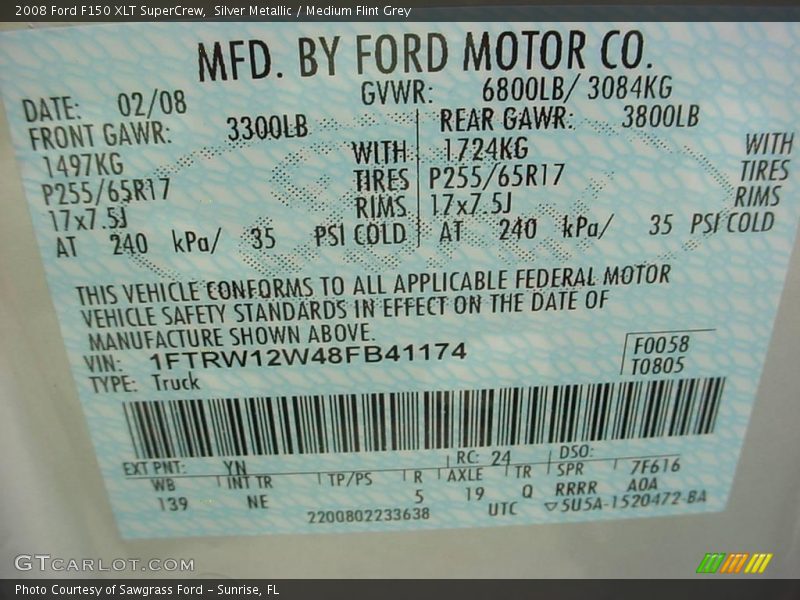 2008 Ford F150 XLT SuperCrew,  Silver Metallic / Medium Flint Grey
MFD. BY FORD MOTOR CO.
DATE: 02/08 GVWR: 6800LB/ 3084KG
FRONT GAWR: 3300LB REAR GAWR: 3800LB
1497KG WITH 1724KG WITH
P255/65R17 TIRES P255/65R17 TIRES
17x7.5J RIMS 17x7.5J RIMS
AT 240 kPa/ 35 PSI COLD AT 240 kPa/ 35 PSI COLD
THIS VEHICLE CONFORMS TO ALL APPLICABLE FEDERAL MOTOR
VEHICLE SAFETY STANDARDS IN EFFECT ON THE DATE OF
MANUFACTURE SHOWN ABOVE.
VIN: 1FTRW12W48FB41174 F0058
TYPE: Truck T0805
EXT PNT: YN RC: 24 DSO:
WB INT TR TP/PS R AXLE TR SPR 7F616
139 NE 5 19 Q RRRR A0A
2200802233638 UTC ▽5U5A-1520472-BA
GTCARLOT.COM
Photo Courtesy of Sawgrass Ford - Sunrise, FL